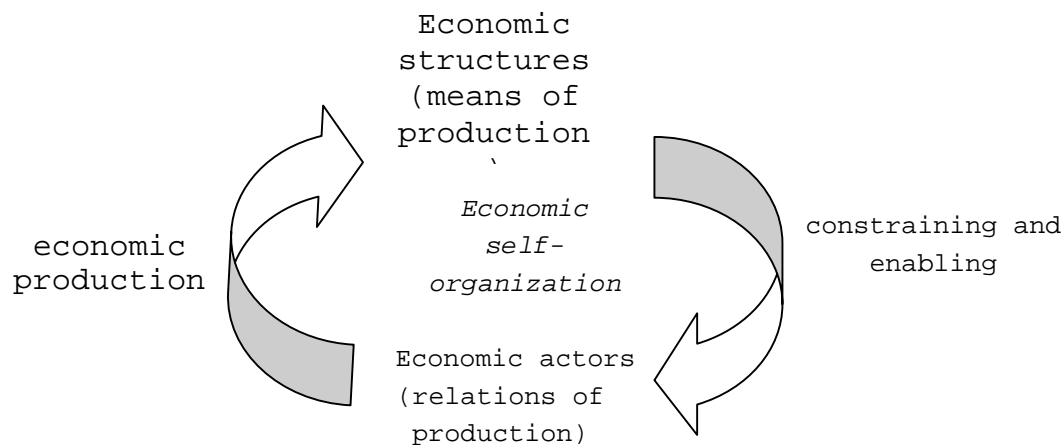 Economic
structures
(means of
production
`
Economic
self-
organization
economic
production
constraining and
enabling
Economic actors
(relations of
production)